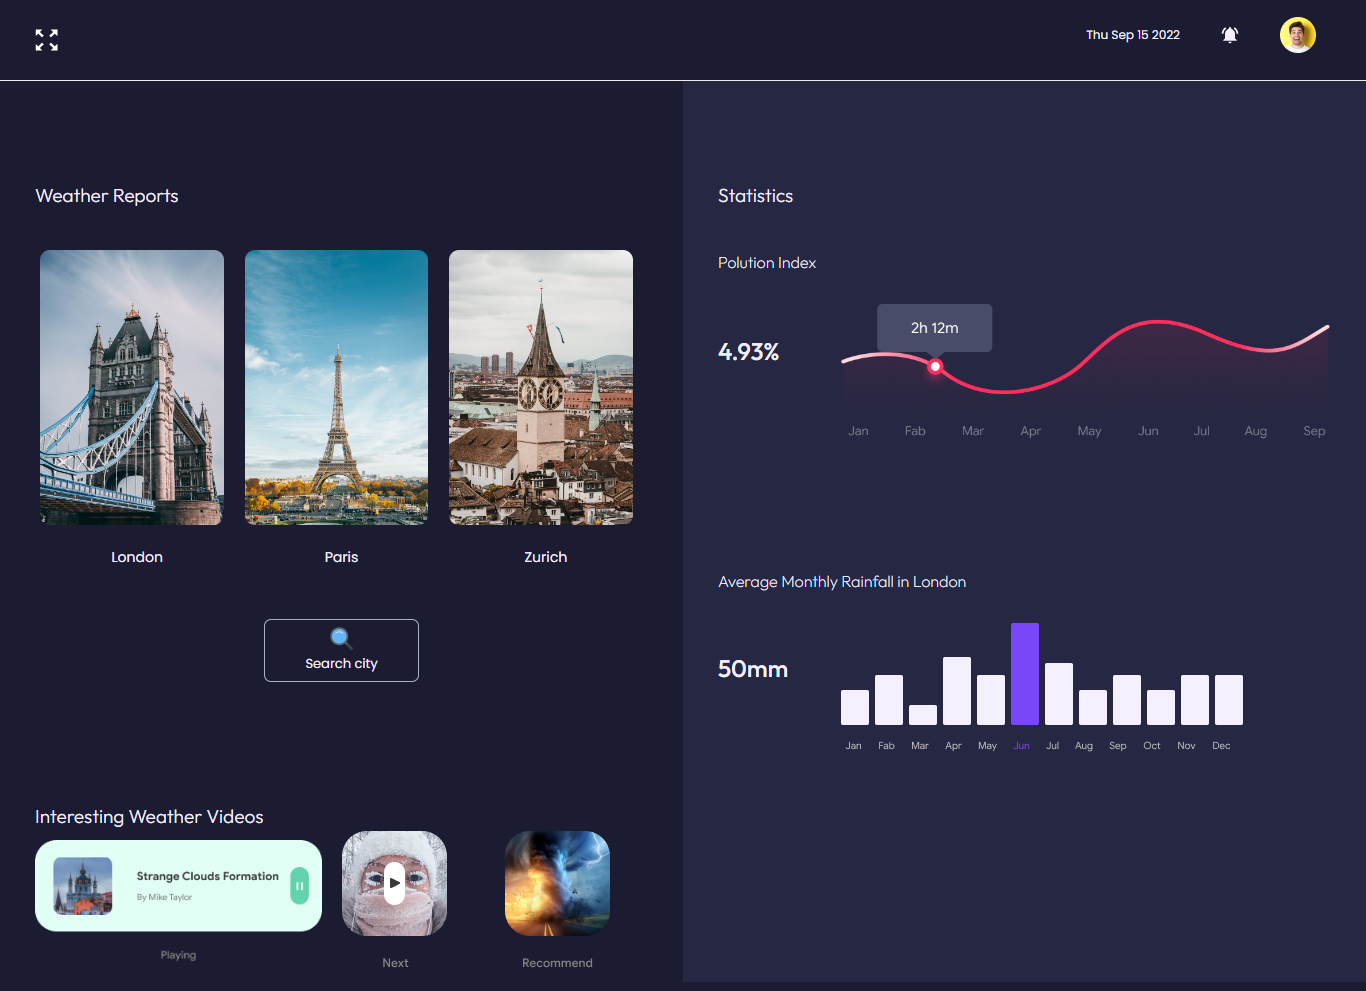 Thu Sep 15 2022
Weather Reports
London
Paris
Zurich
Search city
Interesting Weather Videos
Strange Clouds Formation
By Mike Taylor
Playing
Next
Recommend
Statistics
Polution Index
2h 12m
4.93%
Jan Fab Mar Apr May Jun Jul Aug Sep
Average Monthly Rainfall in London
50mm
Jan Fab Mar Apr May Jun Jul Aug Sep Oct Nov Dec